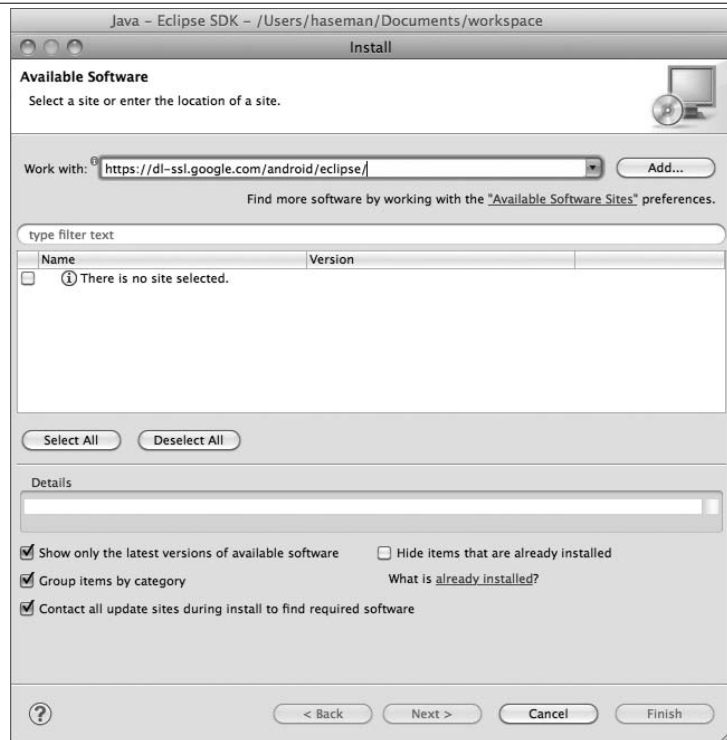 Java – Eclipse SDK – /Users/haseman/Documents/workspace
Install
Available Software
Select a site or enter the location of a site.
Work with: https://dl-ssl.google.com/android/eclipse/ Add...
Find more software by working with the "Available Software Sites" preferences.
type filter text
Name Version
There is no site selected.
Select All Deselect All
Details
Show only the latest versions of available software Hide items that are already installed
Group items by category What is already installed?
Contact all update sites during install to find required software
? < Back Next > Cancel Finish